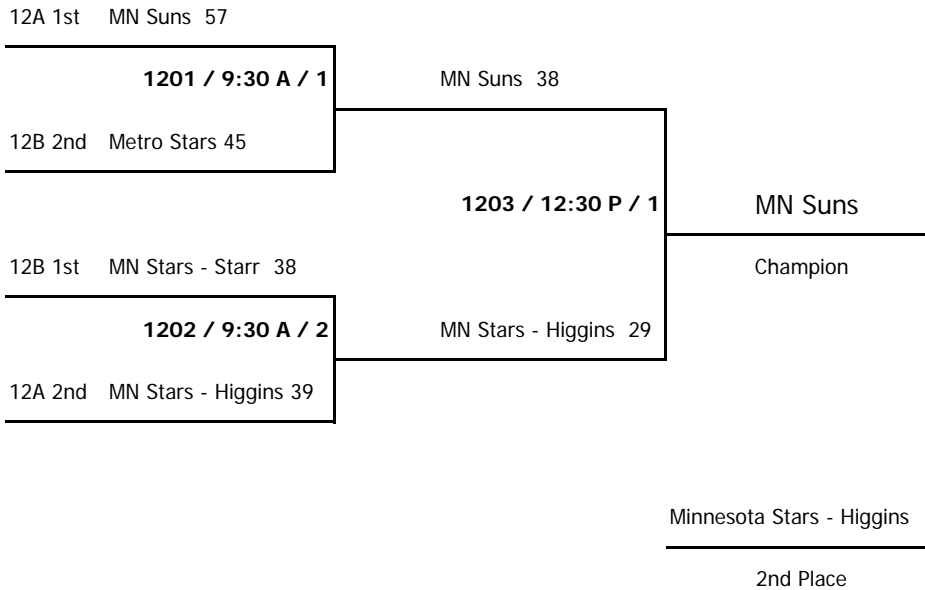 12A 1st MN Suns 57
1201 / 9:30 A / 1 MN Suns 38
12B 2nd Metro Stars 45
1203 / 12:30 P / 1 MN Suns
12B 1st MN Stars - Starr 38 Champion
1202 / 9:30 A / 2 MN Stars - Higgins 29
12A 2nd MN Stars - Higgins 39
Minnesota Stars - Higgins
2nd Place